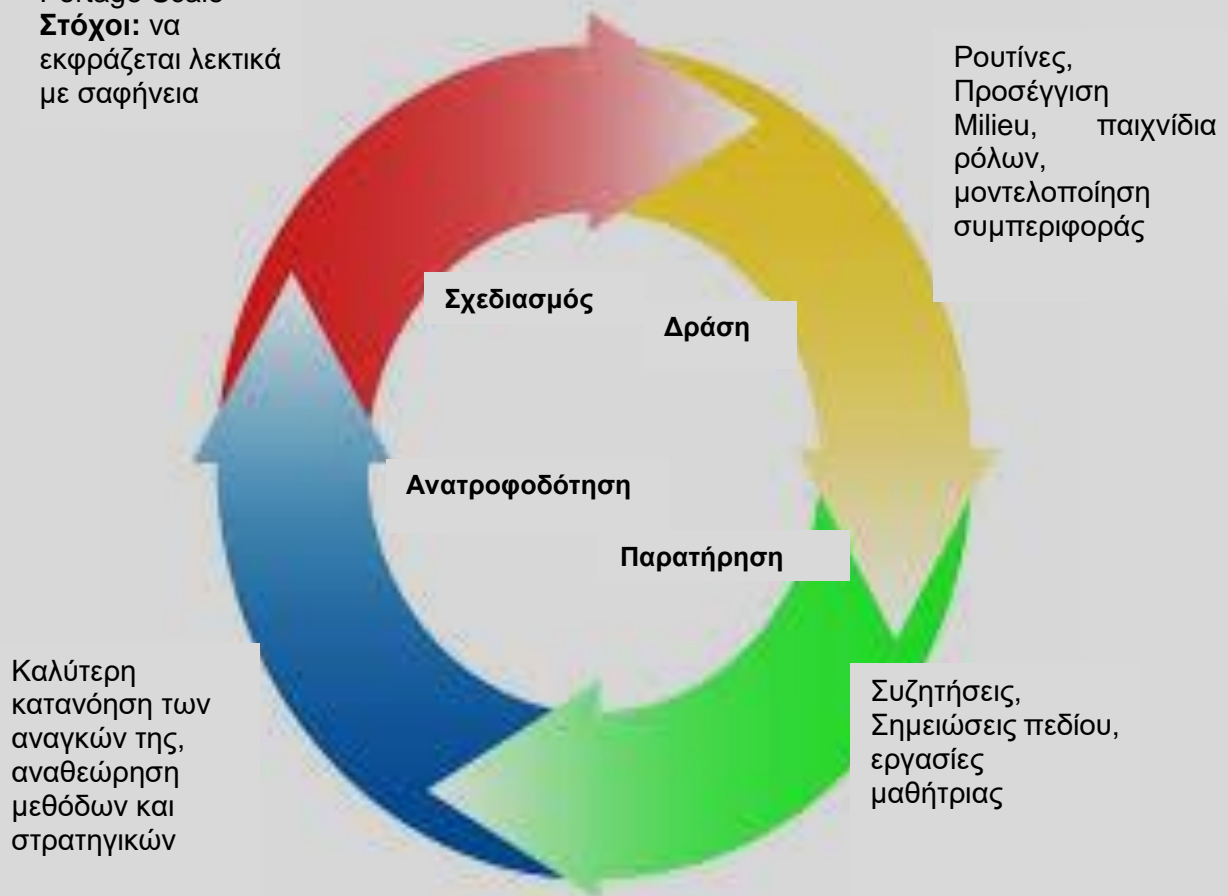 Στόχοι: να
εκφράζεται λεκτικά
με σαφήνεια
Ρουτίνες,
Προσέγγιση
Milieu, παιχνίδια
ρόλων,
μοντελοποίηση
συμπεριφοράς
Σχεδιασμός
Δράση
Ανατροφοδότηση
Παρατήρηση
Καλύτερη
κατανόηση των
αναγκών της,
αναθεώρηση
μεθόδων και
στρατηγικών
Συζητήσεις,
Σημειώσεις πεδίου,
εργασίες
μαθήτριας